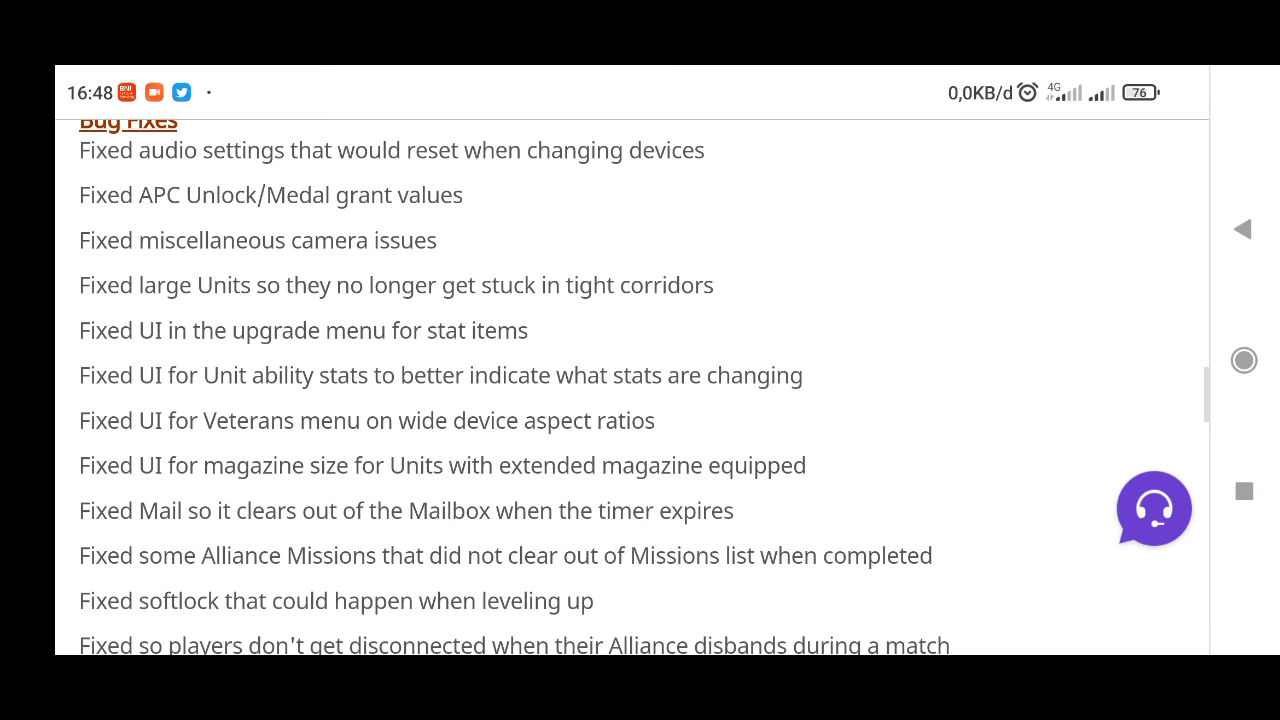 16:48 BNI 0,0KB/d 4G 76
Bug Fixes
Fixed audio settings that would reset when changing devices
Fixed APC Unlock/Medal grant values
Fixed miscellaneous camera issues
Fixed large Units so they no longer get stuck in tight corridors
Fixed UI in the upgrade menu for stat items
Fixed UI for Unit ability stats to better indicate what stats are changing
Fixed UI for Veterans menu on wide device aspect ratios
Fixed UI for magazine size for Units with extended magazine equipped
Fixed Mail so it clears out of the Mailbox when the timer expires
Fixed some Alliance Missions that did not clear out of Missions list when completed
Fixed softlock that could happen when leveling up
Fixed so players don't get disconnected when their Alliance disbands during a match